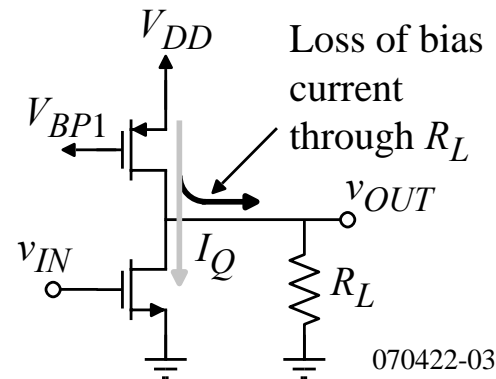 V_DD
Loss of bias
current
through R_L
V_BP1
v_OUT
v_IN
I_Q
R_L
070422-03